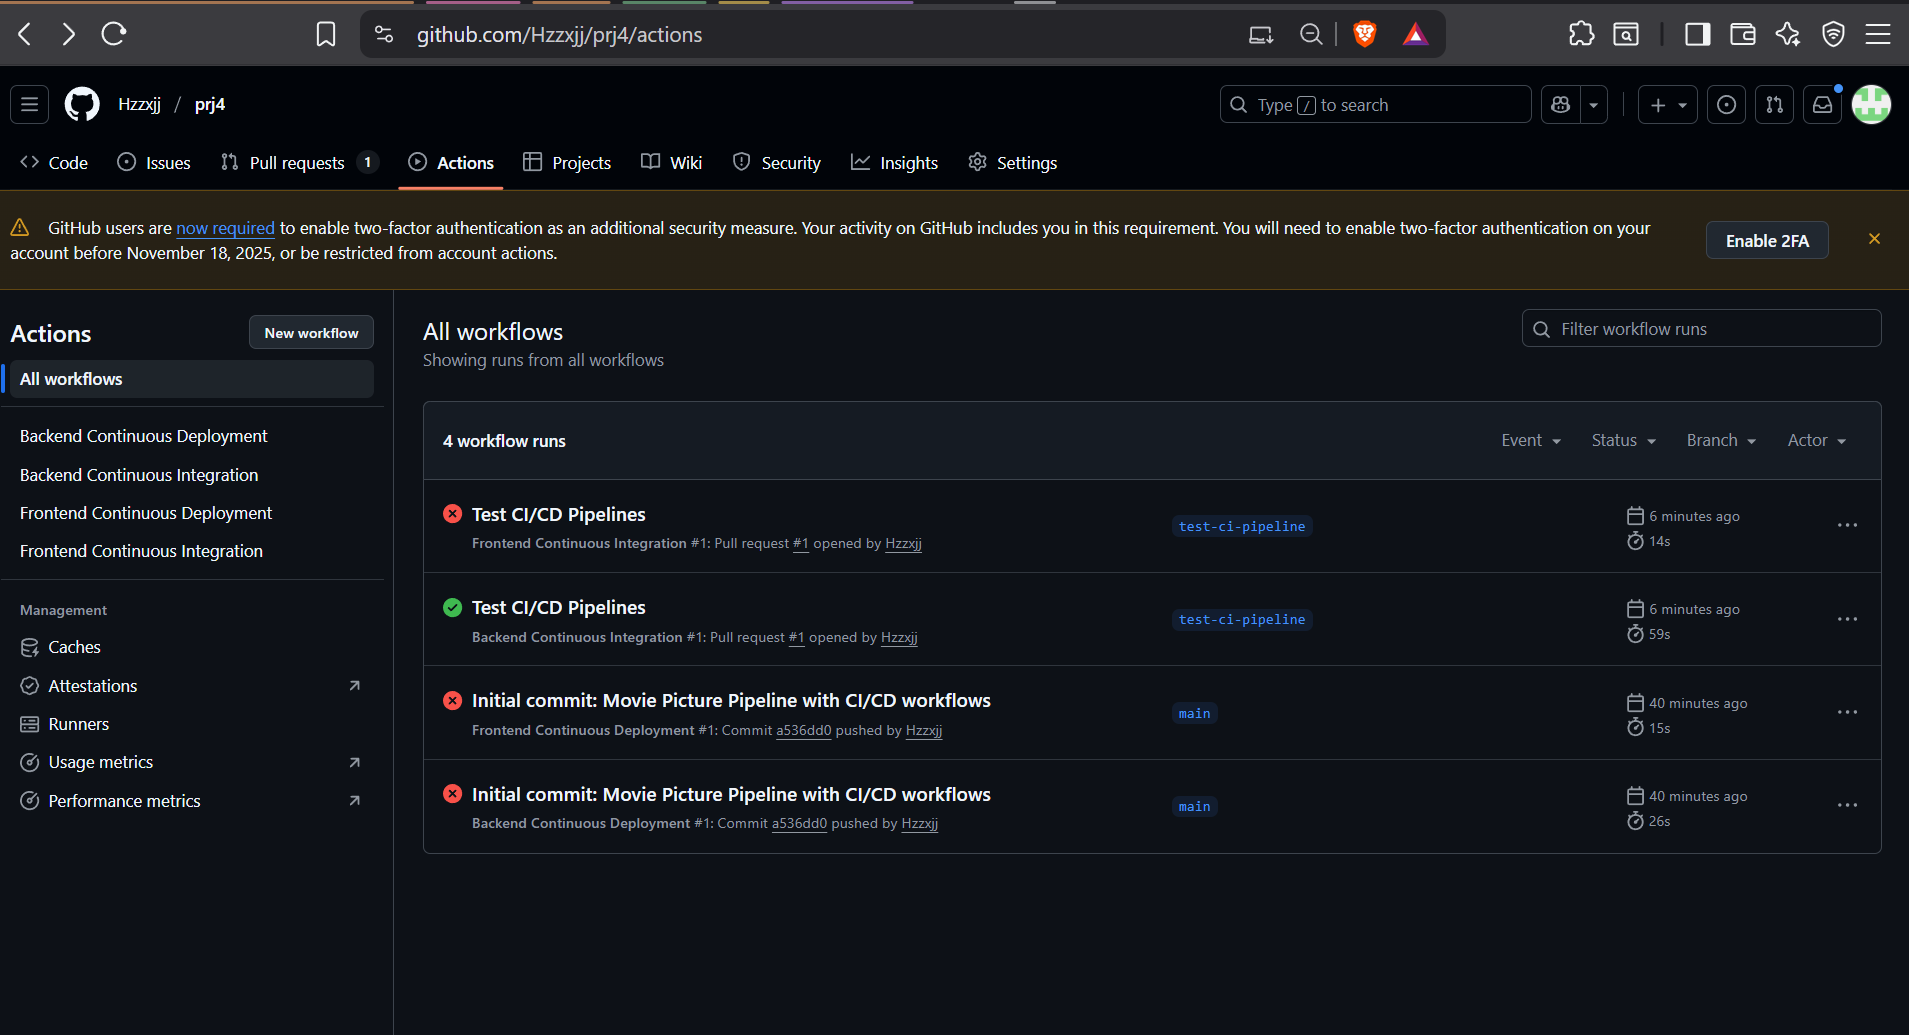 github.com/Hzzxjj/prj4/actions
Hzzxjj / prj4
Type / to search
Code Issues Pull requests 1 Actions Projects Wiki Security Insights Settings
GitHub users are now required to enable two-factor authentication as an additional security measure. Your activity on GitHub includes you in this requirement. You will need to enable two-factor authentication on your
account before November 18, 2025, or be restricted from account actions.
Enable 2FA
Actions
New workflow
All workflows
Backend Continuous Deployment
Backend Continuous Integration
Frontend Continuous Deployment
Frontend Continuous Integration
Management
Caches
Attestations
Runners
Usage metrics
Performance metrics
All workflows
Showing runs from all workflows
Filter workflow runs
4 workflow runs
Event Status Branch Actor
Test CI/CD Pipelines
Frontend Continuous Integration #1: Pull request #1 opened by Hzzxjj
test-ci-pipeline
6 minutes ago
14s
Test CI/CD Pipelines
Backend Continuous Integration #1: Pull request #1 opened by Hzzxjj
test-ci-pipeline
6 minutes ago
59s
Initial commit: Movie Picture Pipeline with CI/CD workflows
Frontend Continuous Deployment #1: Commit a536dd0 pushed by Hzzxjj
main
40 minutes ago
15s
Initial commit: Movie Picture Pipeline with CI/CD workflows
Backend Continuous Deployment #1: Commit a536dd0 pushed by Hzzxjj
main
40 minutes ago
26s